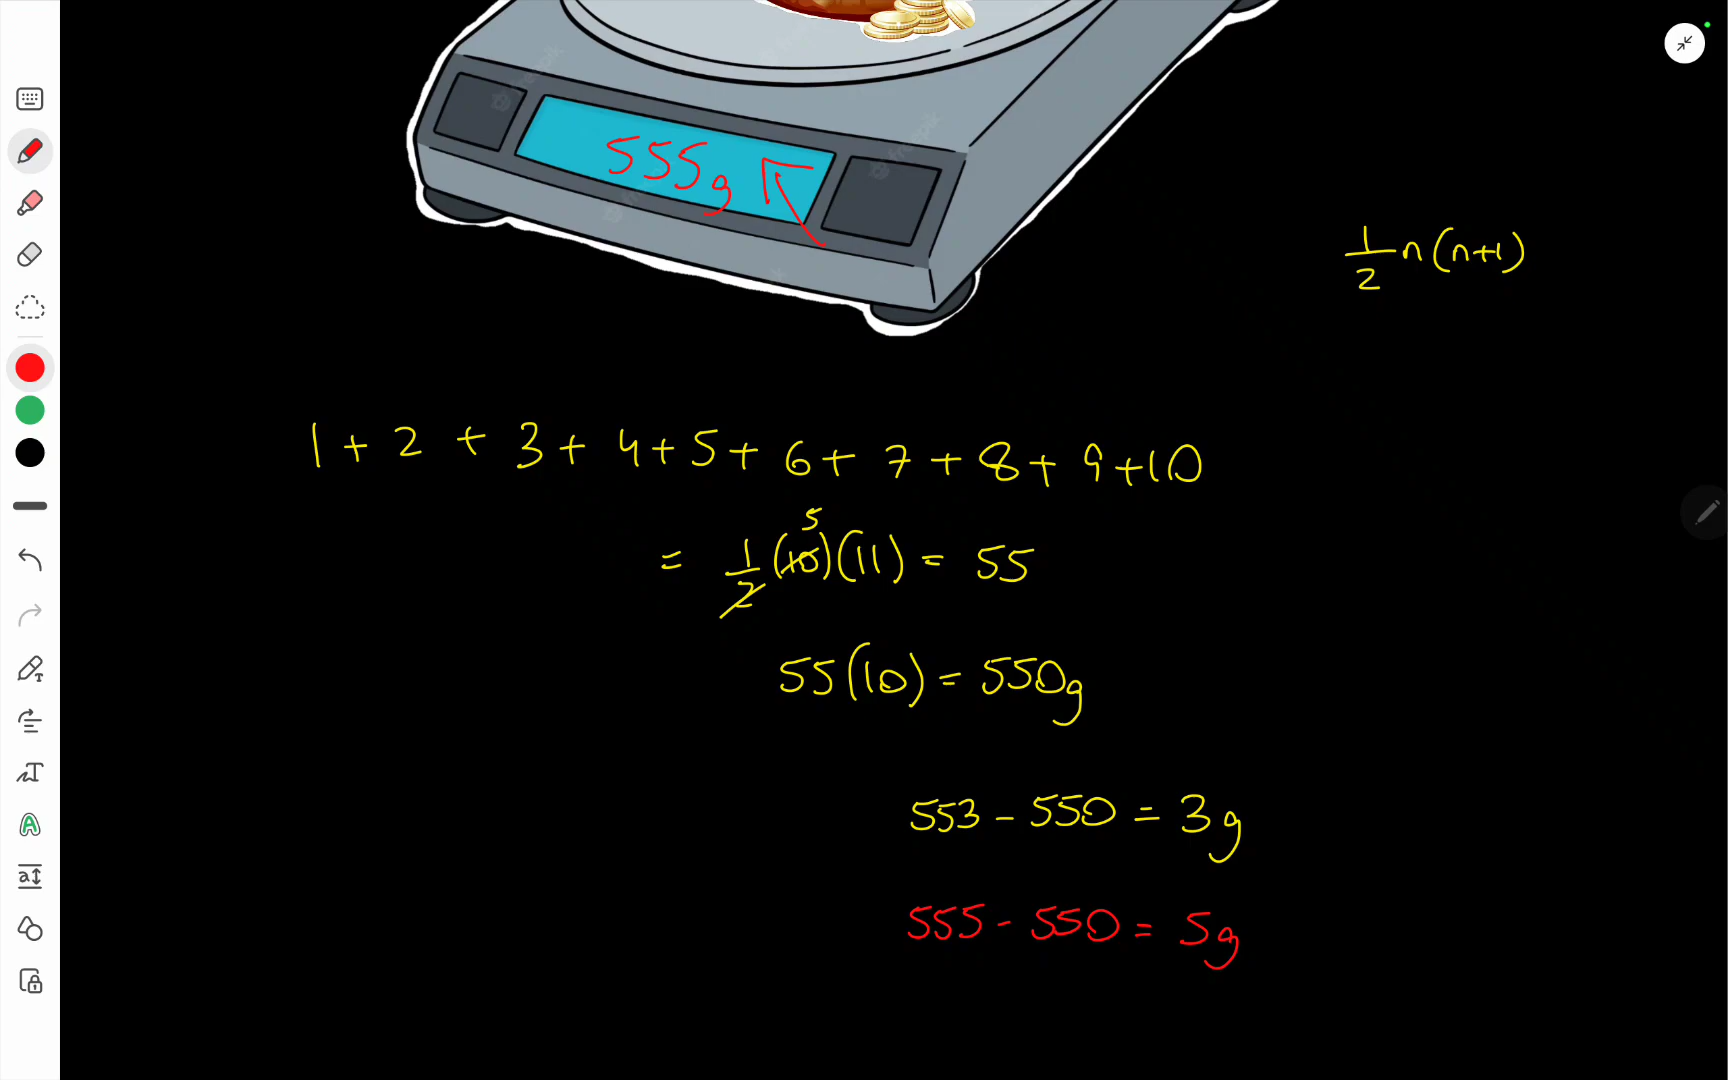 555g
1/2 n(n+1)
1 + 2 + 3 + 4 + 5 + 6 + 7 + 8 + 9 + 10
5
= 1/2 (10)(11) = 55
55(10) = 550g
553 - 550 = 3g
555 - 550 = 5g